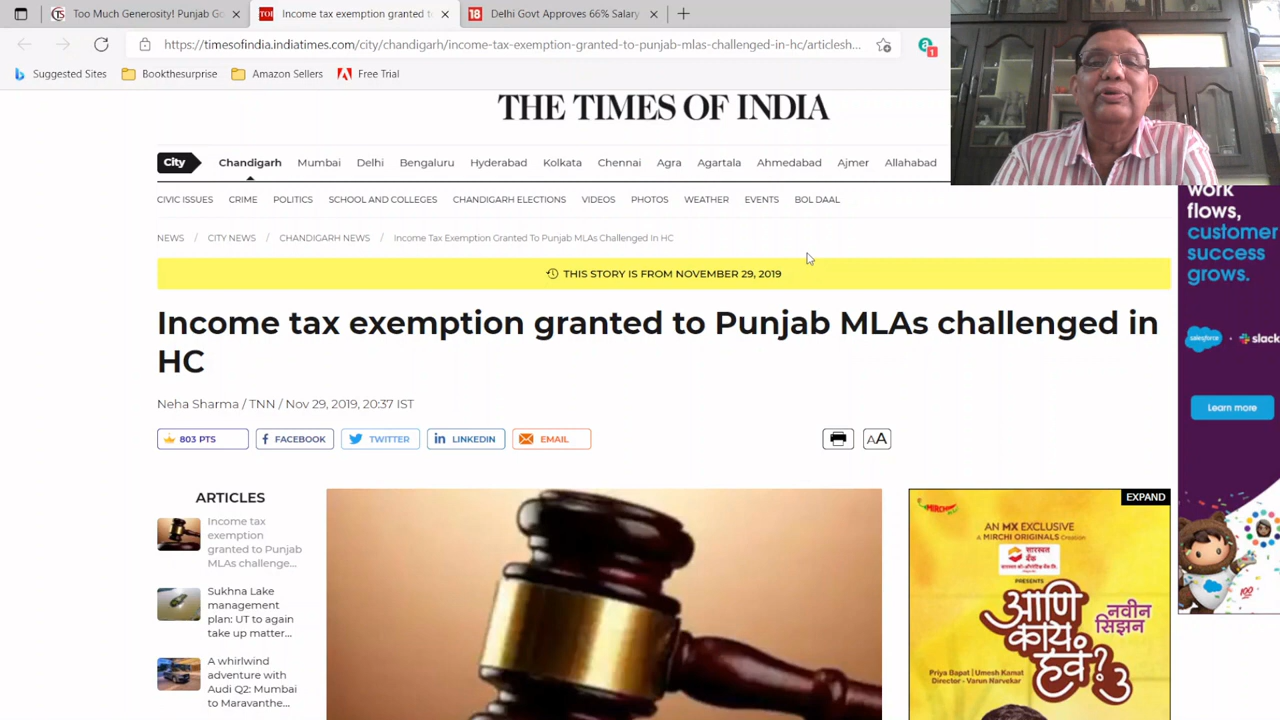 Too Much Generosity! Punjab Go
Income tax exemption granted to
18 Delhi Govt Approves 66% Salary
https://timesofindia.indiatimes.com/city/chandigarh/income-tax-exemption-granted-to-punjab-mlas-challenged-in-hc/articlesh...
Suggested Sites Bookthesurprise Amazon Sellers Free Trial
THE TIMES OF INDIA
City Chandigarh Mumbai Delhi Bengaluru Hyderabad Kolkata Chennai Agra Agartala Ahmedabad Ajmer Allahabad
CIVIC ISSUES CRIME POLITICS SCHOOL AND COLLEGES CHANDIGARH ELECTIONS VIDEOS PHOTOS WEATHER EVENTS BOL DAAL
NEWS / CITY NEWS / CHANDIGARH NEWS / Income Tax Exemption Granted To Punjab MLAs Challenged In HC
THIS STORY IS FROM NOVEMBER 29, 2019
Income tax exemption granted to Punjab MLAs challenged in
HC
Neha Sharma / TNN / Nov 29, 2019, 20:37 IST
803 PTS FACEBOOK TWITTER LINKEDIN EMAIL AA
ARTICLES
Income tax
exemption
granted to Punjab
MLAs challenge...
Sukhna Lake
management
plan: UT to again
take up matter...
A whirlwind
adventure with
Audi Q2: Mumbai
to Maravanthe...
EXPAND
MIRCHI
AN MX EXCLUSIVE
A MIRCHI ORIGINALS Creation
सारस्वत
बँक
PRESENTS
आणि
काय
हवं? 3
नवीन
सिझन
Priya Bapat | Umesh Kamat
Director - Varun Narvekar
work
flows,
customer
success
grows.
salesforce + slack
Learn more
100